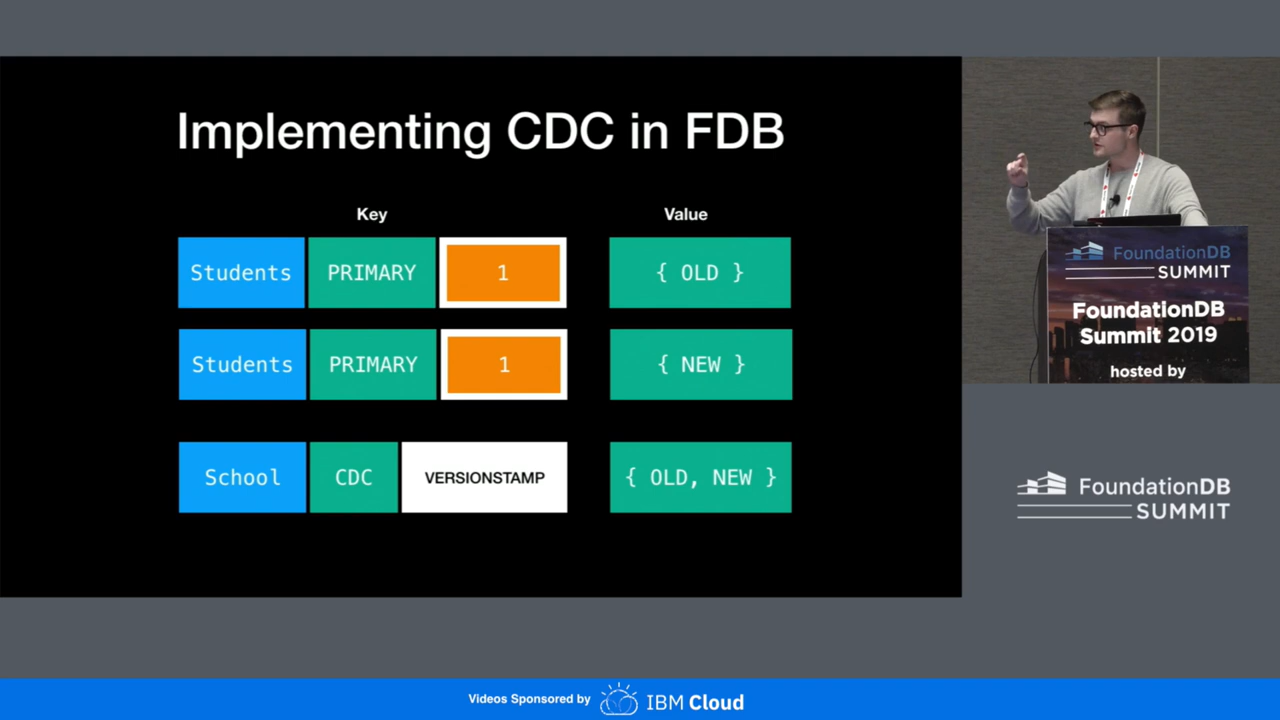 Implementing CDC in FDB
Key Value
Students PRIMARY 1 { OLD }
Students PRIMARY 1 { NEW }
School CDC VERSIONSTAMP { OLD, NEW }
FoundationDB
SUMMIT
FoundationDB
Summit 2019
hosted by
FoundationDB
SUMMIT
Videos Sponsored by IBM Cloud